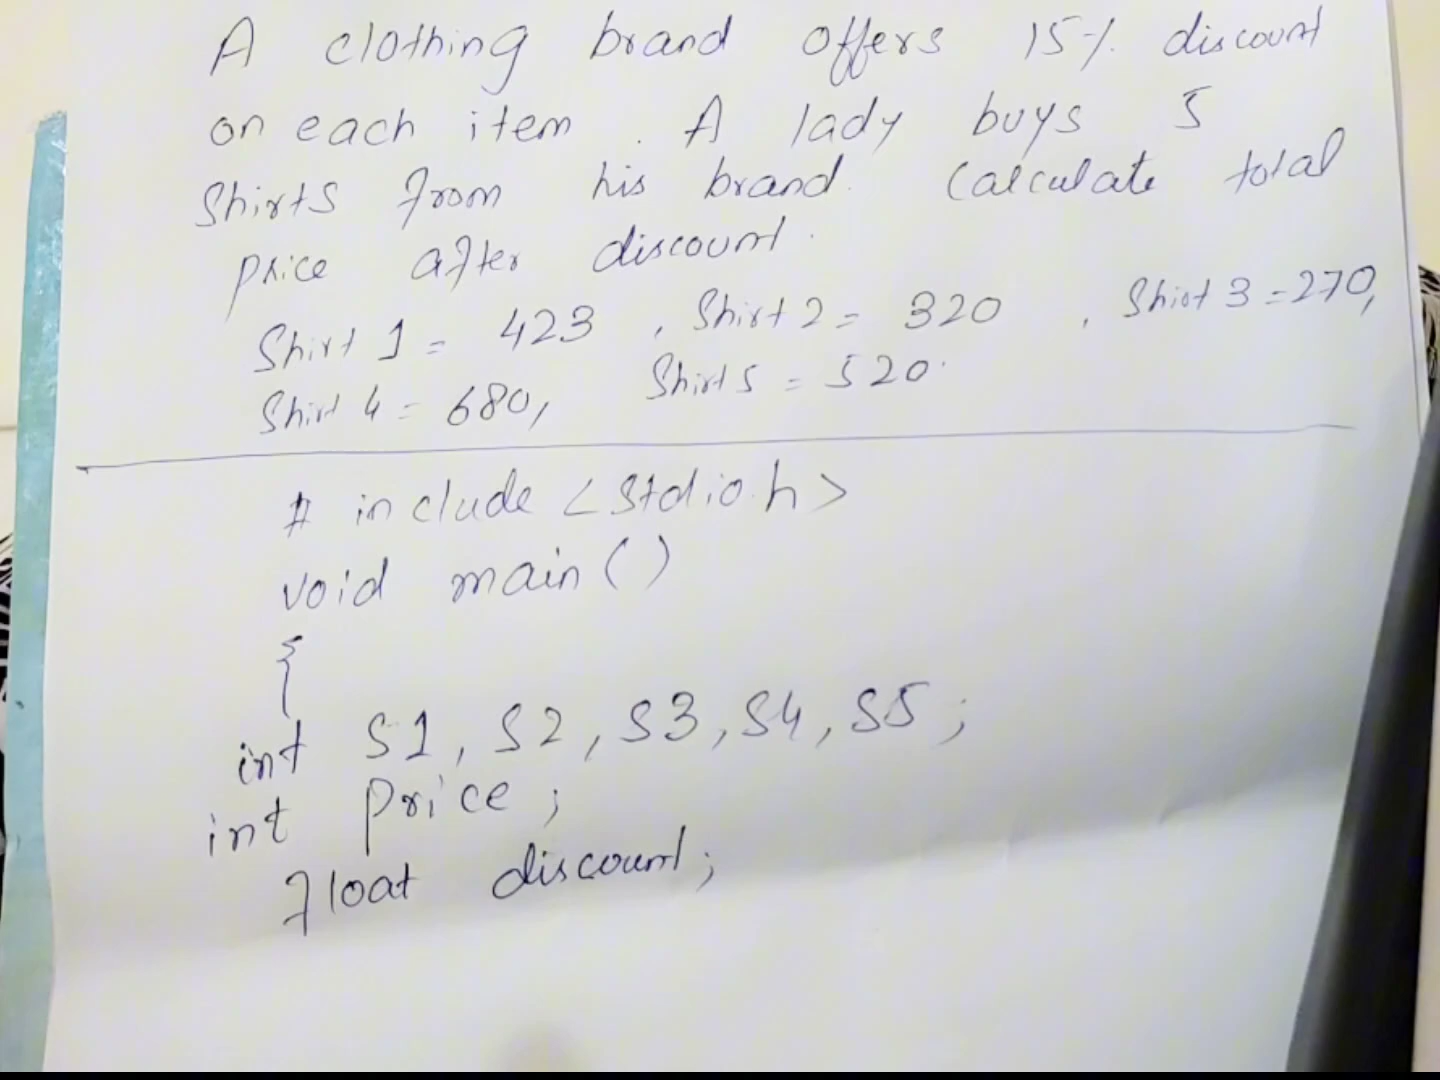 A clothing brand offers 15% discount
on each item. A lady buys 5
Shirts from his brand. Calculate total
price after discount.
Shirt 1 = 423, Shirt 2 = 320, Shirt 3 = 270,
Shirt 4 = 680, Shirt 5 = 520.
# include <Stdio.h>
void main()
{
int S1, S2, S3, S4, S5;
int Price;
float discount;